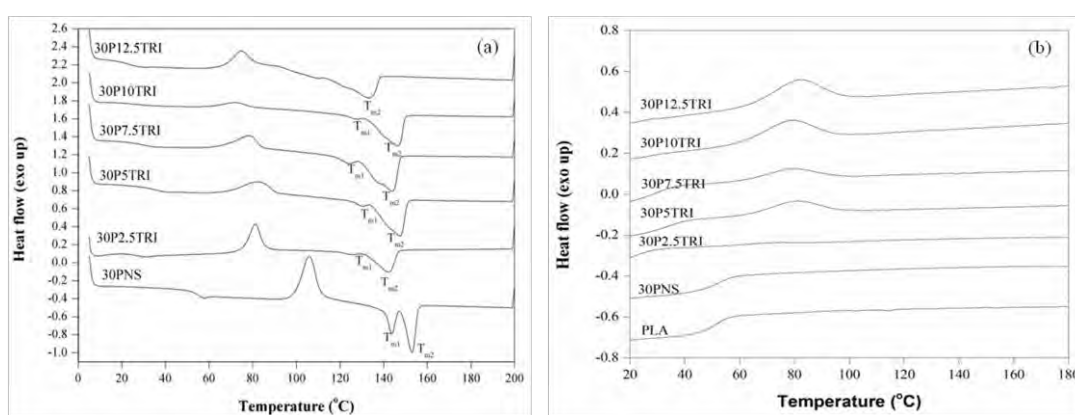 (a)
2.6
2.4
2.2
2.0
1.8
1.6
1.4
1.2
1.0
0.8
0.6
0.4
0.2
0.0
-0.2
-0.4
-0.6
-0.8
-1.0
Heat flow (exo up)
30P12.5TRI
Tm2
30P10TRI
Tm1
Tm2
30P7.5TRI
Tm1
Tm2
30P5TRI
Tm1
Tm2
30P2.5TRI
Tm1
Tm2
30PNS
Tm1
Tm2
0 20 40 60 80 100 120 140 160 180 200
Temperature (°C)
(b)
0.8
0.6
0.4
0.2
0.0
-0.2
-0.4
-0.6
-0.8
Heat flow (exo up)
30P12.5TRI
30P10TRI
30P7.5TRI
30P5TRI
30P2.5TRI
30PNS
PLA
20 40 60 80 100 120 140 160 180
Temperature (°C)